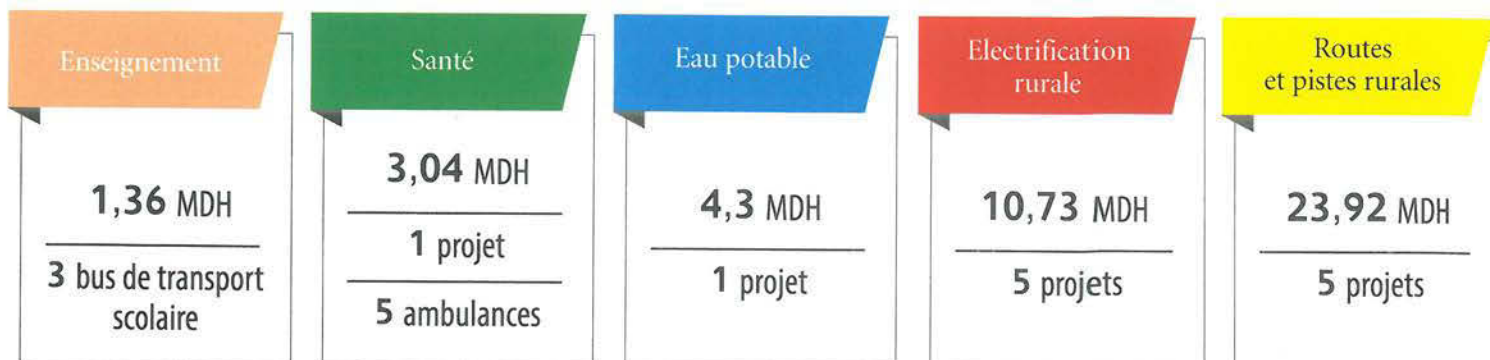 Enseignement
1,36 MDH
3 bus de transport
scolaire
Santé
3,04 MDH
1 projet
5 ambulances
Eau potable
4,3 MDH
1 projet
Electrification
rurale
10,73 MDH
5 projets
Routes
et pistes rurales
23,92 MDH
5 projets